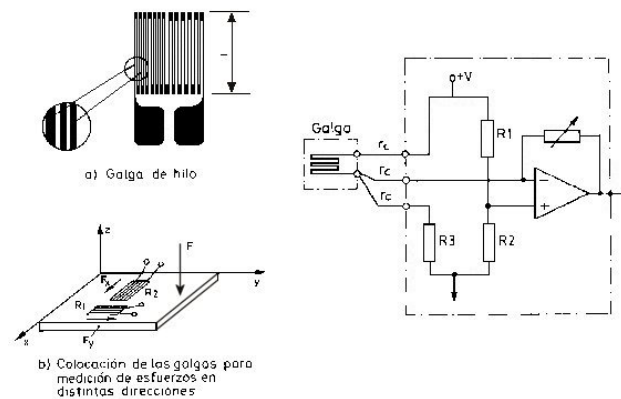 l
a) Galga de hilo
z
F
Fx
y
R1
R2
x
Fy
b) Colocación de las galgas para
medición de esfuerzos en
distintas direcciones
+V
Galga
rc
R1
rc
rc
−
+
R3
R2